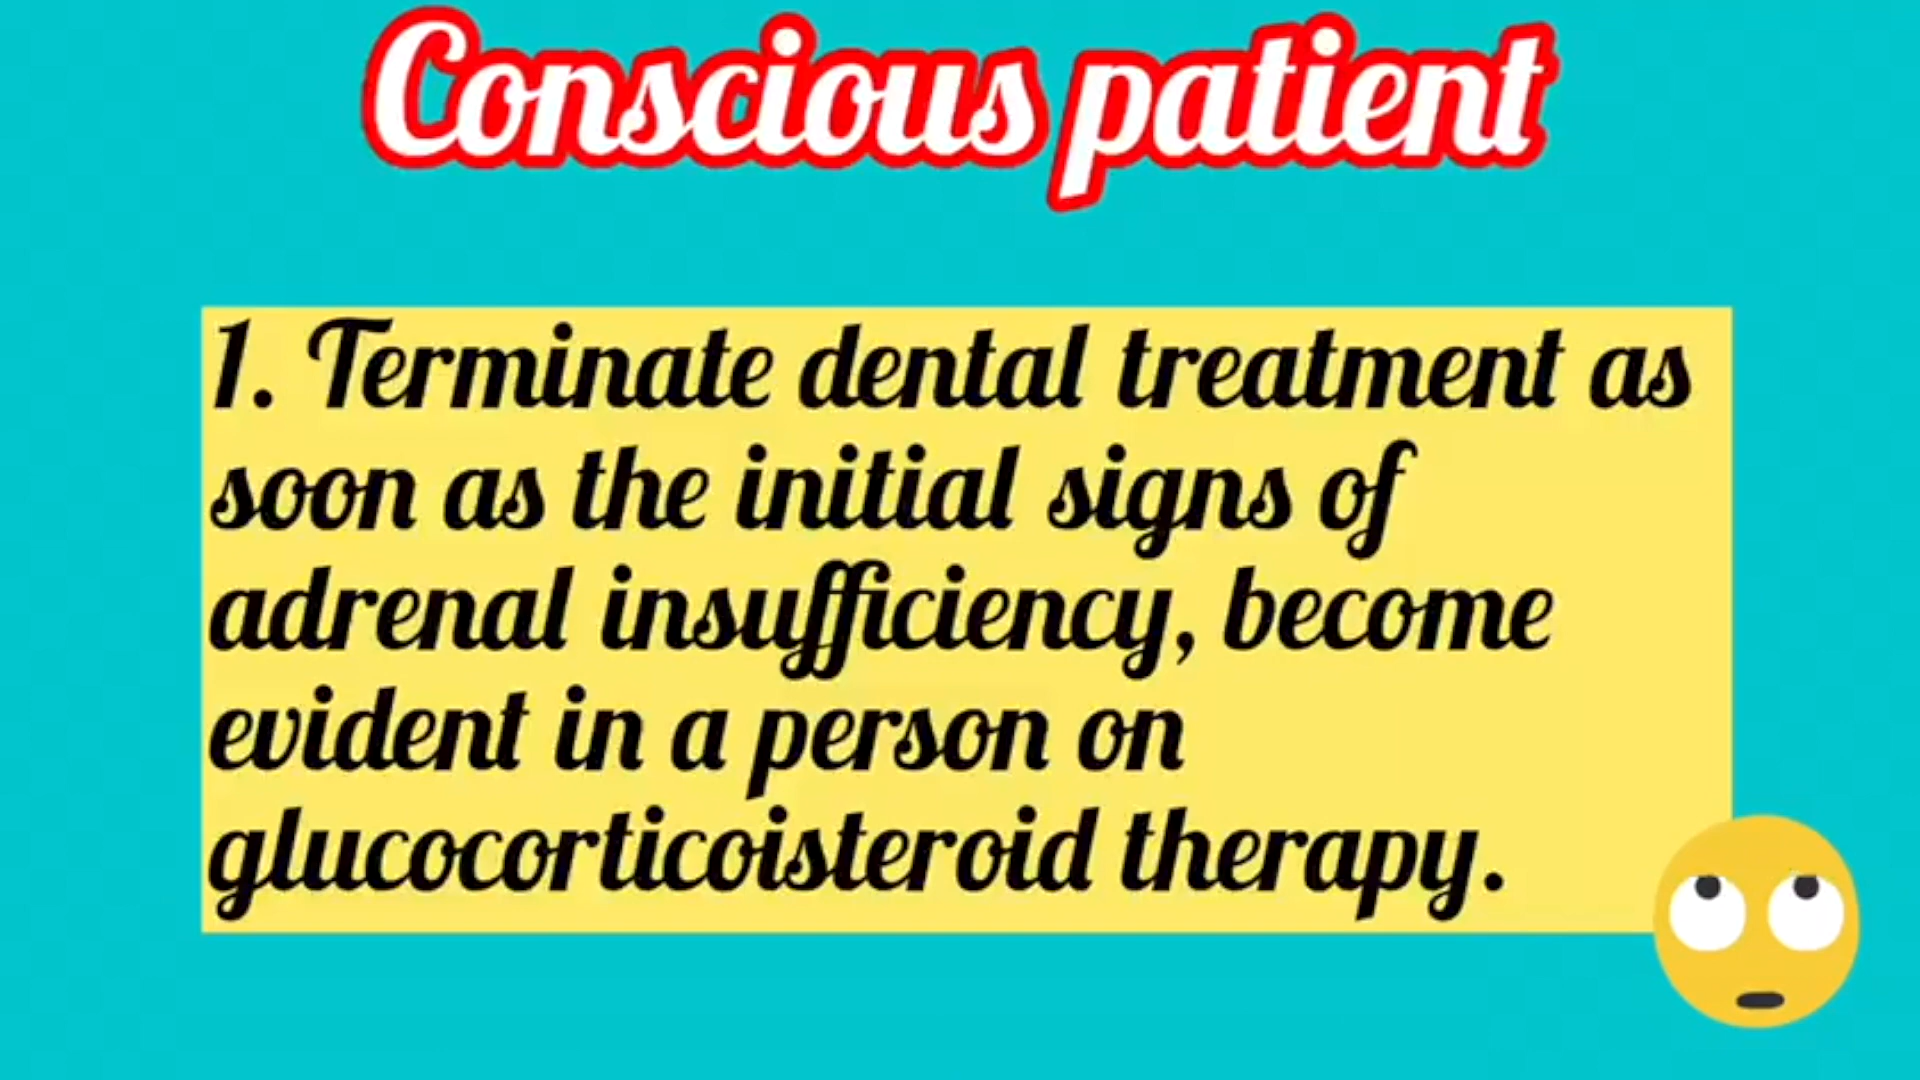 Conscious patient
1. Terminate dental treatment as
soon as the initial signs of
adrenal insufficiency, become
evident in a person on
glucocorticoisteroid therapy.